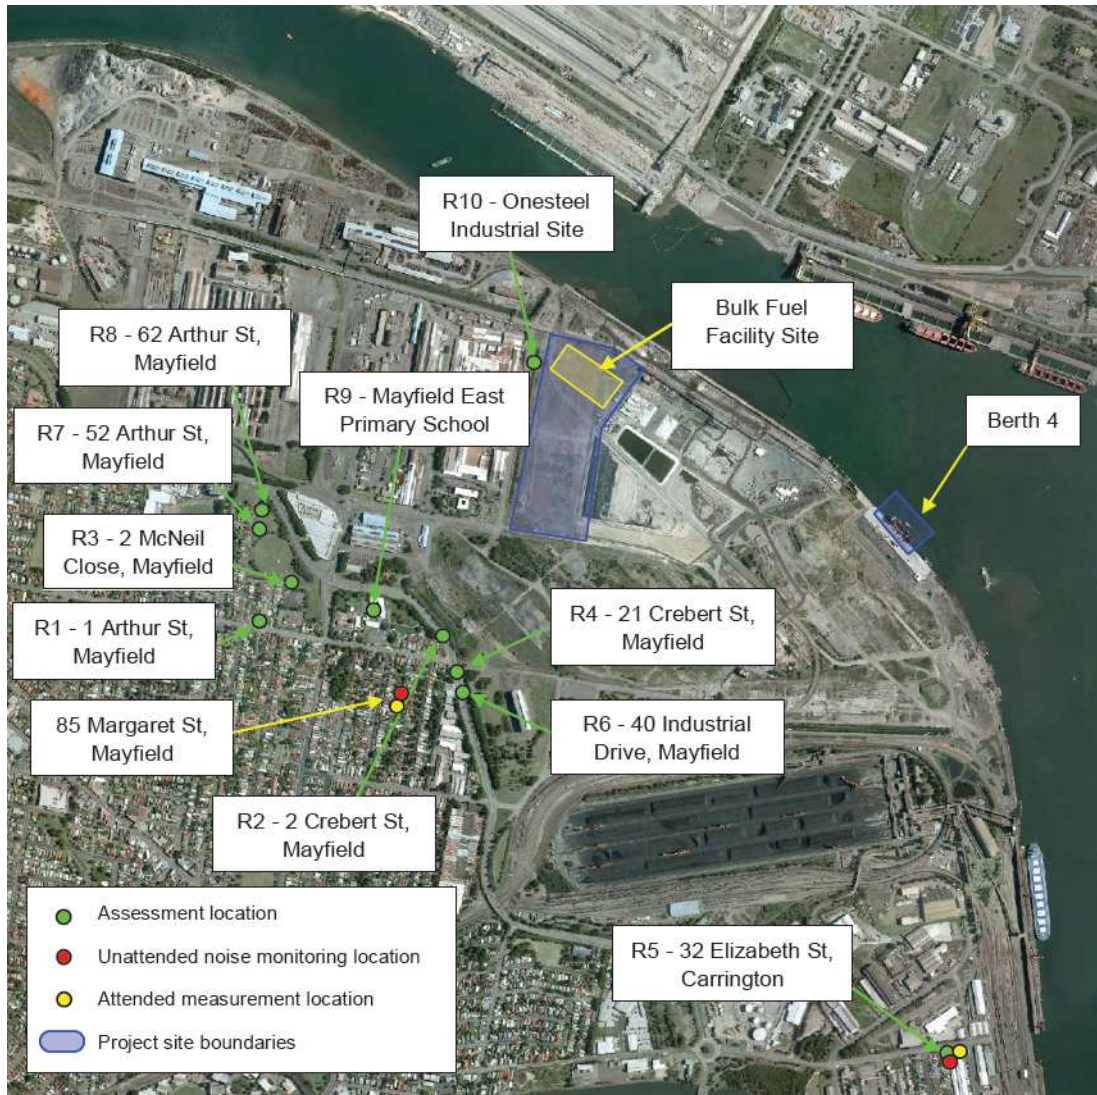 R10 - Onesteel
Industrial Site
Bulk Fuel
Facility Site
R8 - 62 Arthur St,
Mayfield
R9 - Mayfield East
Primary School
Berth 4
R7 - 52 Arthur St,
Mayfield
R3 - 2 McNeil
Close, Mayfield
R4 - 21 Crebert St,
Mayfield
R1 - 1 Arthur St,
Mayfield
85 Margaret St,
Mayfield
R6 - 40 Industrial
Drive, Mayfield
R2 - 2 Crebert St,
Mayfield
Assessment location
Unattended noise monitoring location
Attended measurement location
Project site boundaries
R5 - 32 Elizabeth St,
Carrington